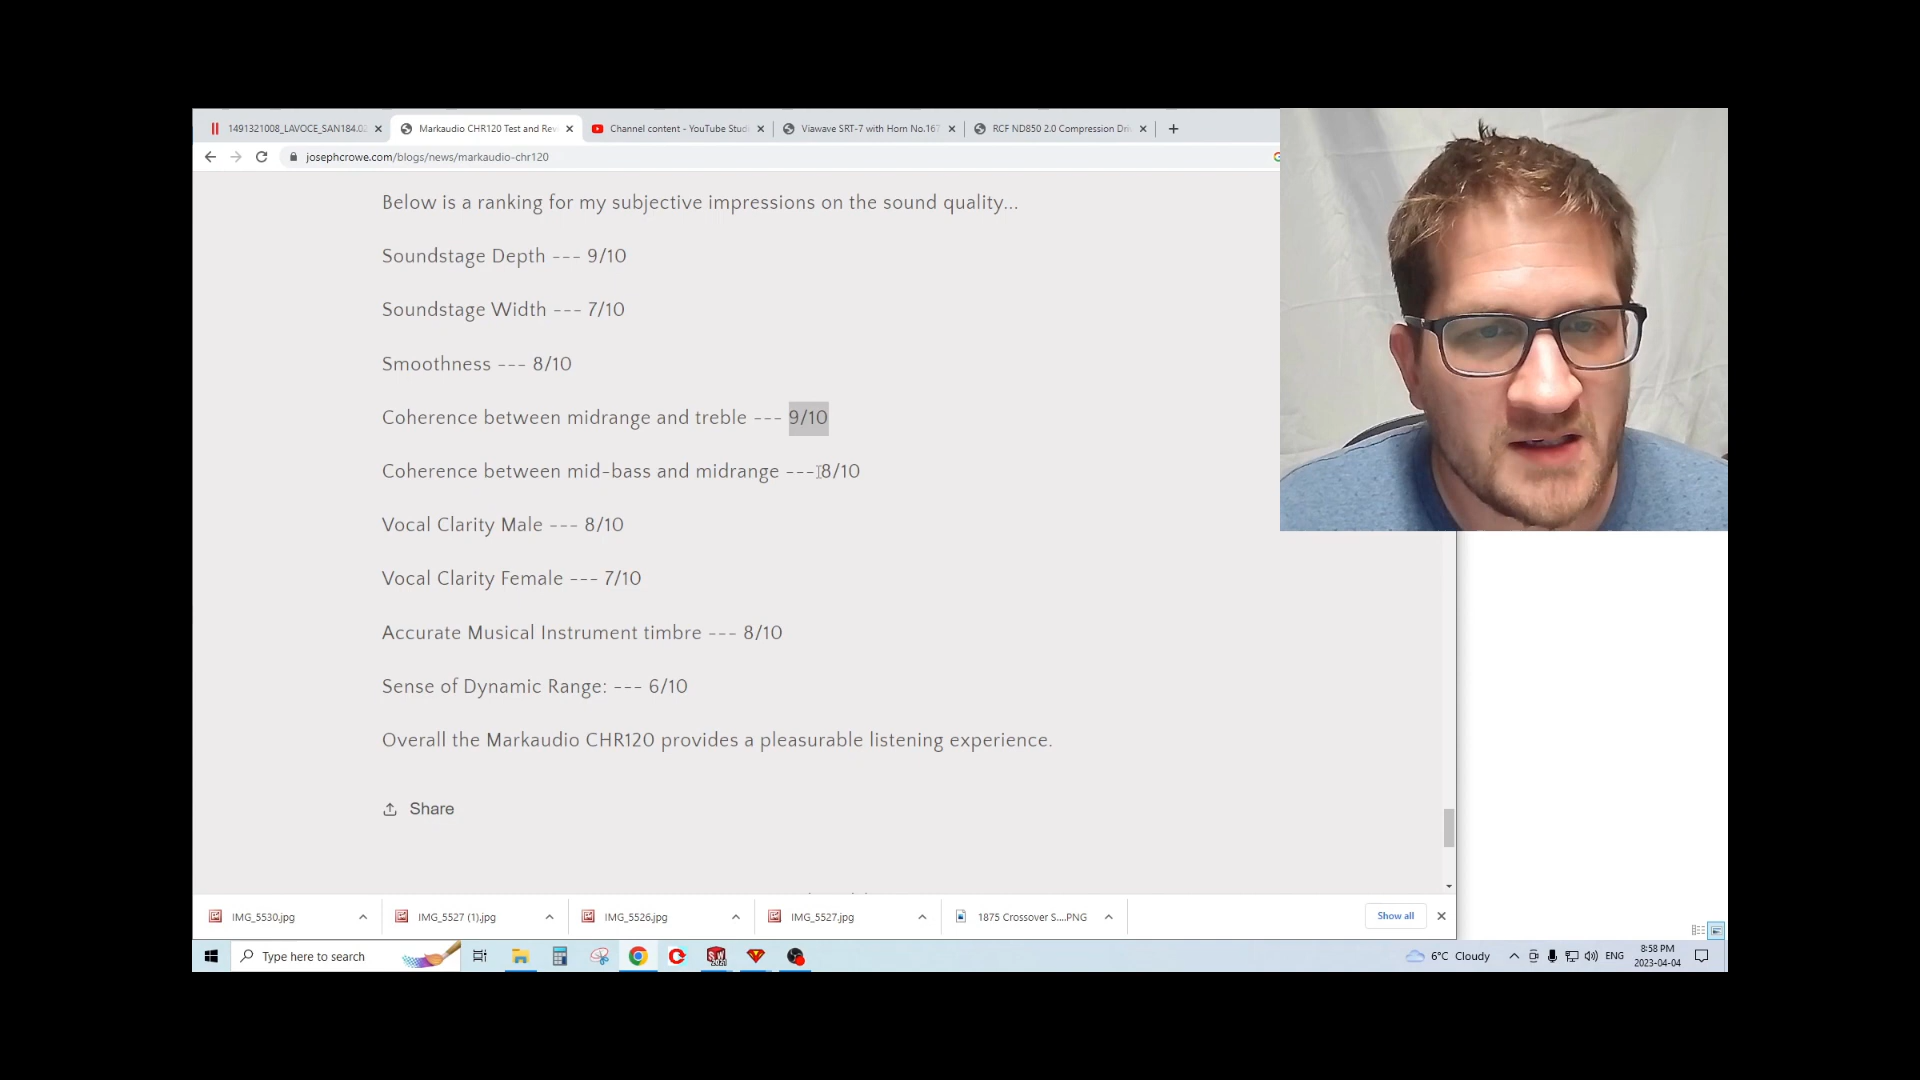 1491321008_LAVOCE_SAN184.02
Markaudio CHR120 Test and Rev
Channel content - YouTube Studi
Viawave SRT-7 with Horn No.167
RCF ND850 2.0 Compression Dri
josephcrowe.com/blogs/news/markaudio-chr120
Below is a ranking for my subjective impressions on the sound quality...
Soundstage Depth --- 9/10
Soundstage Width --- 7/10
Smoothness --- 8/10
Coherence between midrange and treble --- 9/10
Coherence between mid-bass and midrange --- 8/10
Vocal Clarity Male --- 8/10
Vocal Clarity Female --- 7/10
Accurate Musical Instrument timbre --- 8/10
Sense of Dynamic Range: --- 6/10
Overall the Markaudio CHR120 provides a pleasurable listening experience.
Share
IMG_5530.jpg
IMG_5527 (1).jpg
IMG_5526.jpg
IMG_5527.jpg
1875 Crossover S....PNG
Show all
Type here to search
6°C Cloudy
ENG
8:58 PM
2023-04-04